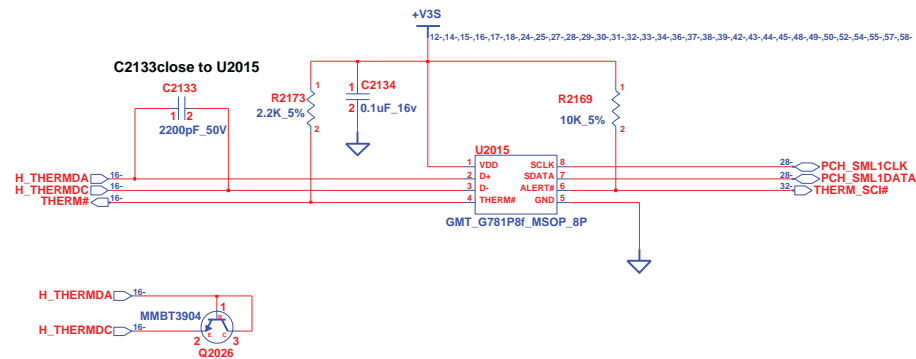 +V3S
12-,14-,15-,16-,17-,18-,24-,25-,27-,28-,29-,30-,31-,32-,33-,34-,36-,37-,38-,39-,42-,43-,44-,45-,48-,49-,50-,52-,54-,55-,57-,58-
C2133close to U2015
C2133
1 2
2200pF_50V
R2173
1
2.2K_5%
2
1 C2134
2 0.1uF_16v
R2169
1
10K_5%
2
U2015
H_THERMDA 16-
H_THERMDC 16-
THERM# 16-
1 VDD SCLK 8
2 D+ SDATA 7
3 D- ALERT# 6
4 THERM# GND 5
28- PCH_SML1CLK
28- PCH_SML1DATA
32- THERM_SCI#
GMT_G781P8f_MSOP_8P
H_THERMDA 16-
MMBT3904
1
B
H_THERMDC 16-
E C
2 3
Q2026